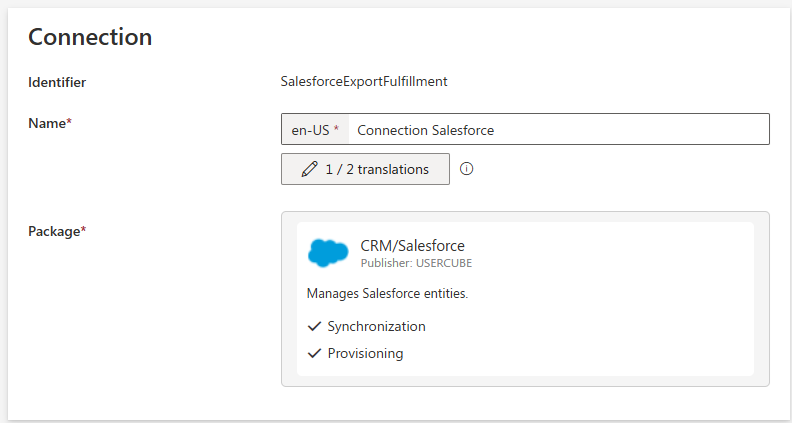 Connection
Identifier SalesforceExportFulfillment
Name* en-US * Connection Salesforce
1 / 2 translations
Package* CRM/Salesforce
Publisher: USERCUBE
Manages Salesforce entities.
Synchronization
Provisioning